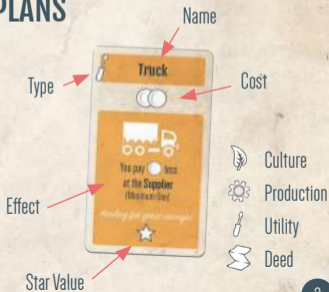 PLANS
Name
Truck
Type
Cost
You pay less
at the Supplier
(Minimum One)
Effect
Culture
Production
Utility
Deed
Star Value